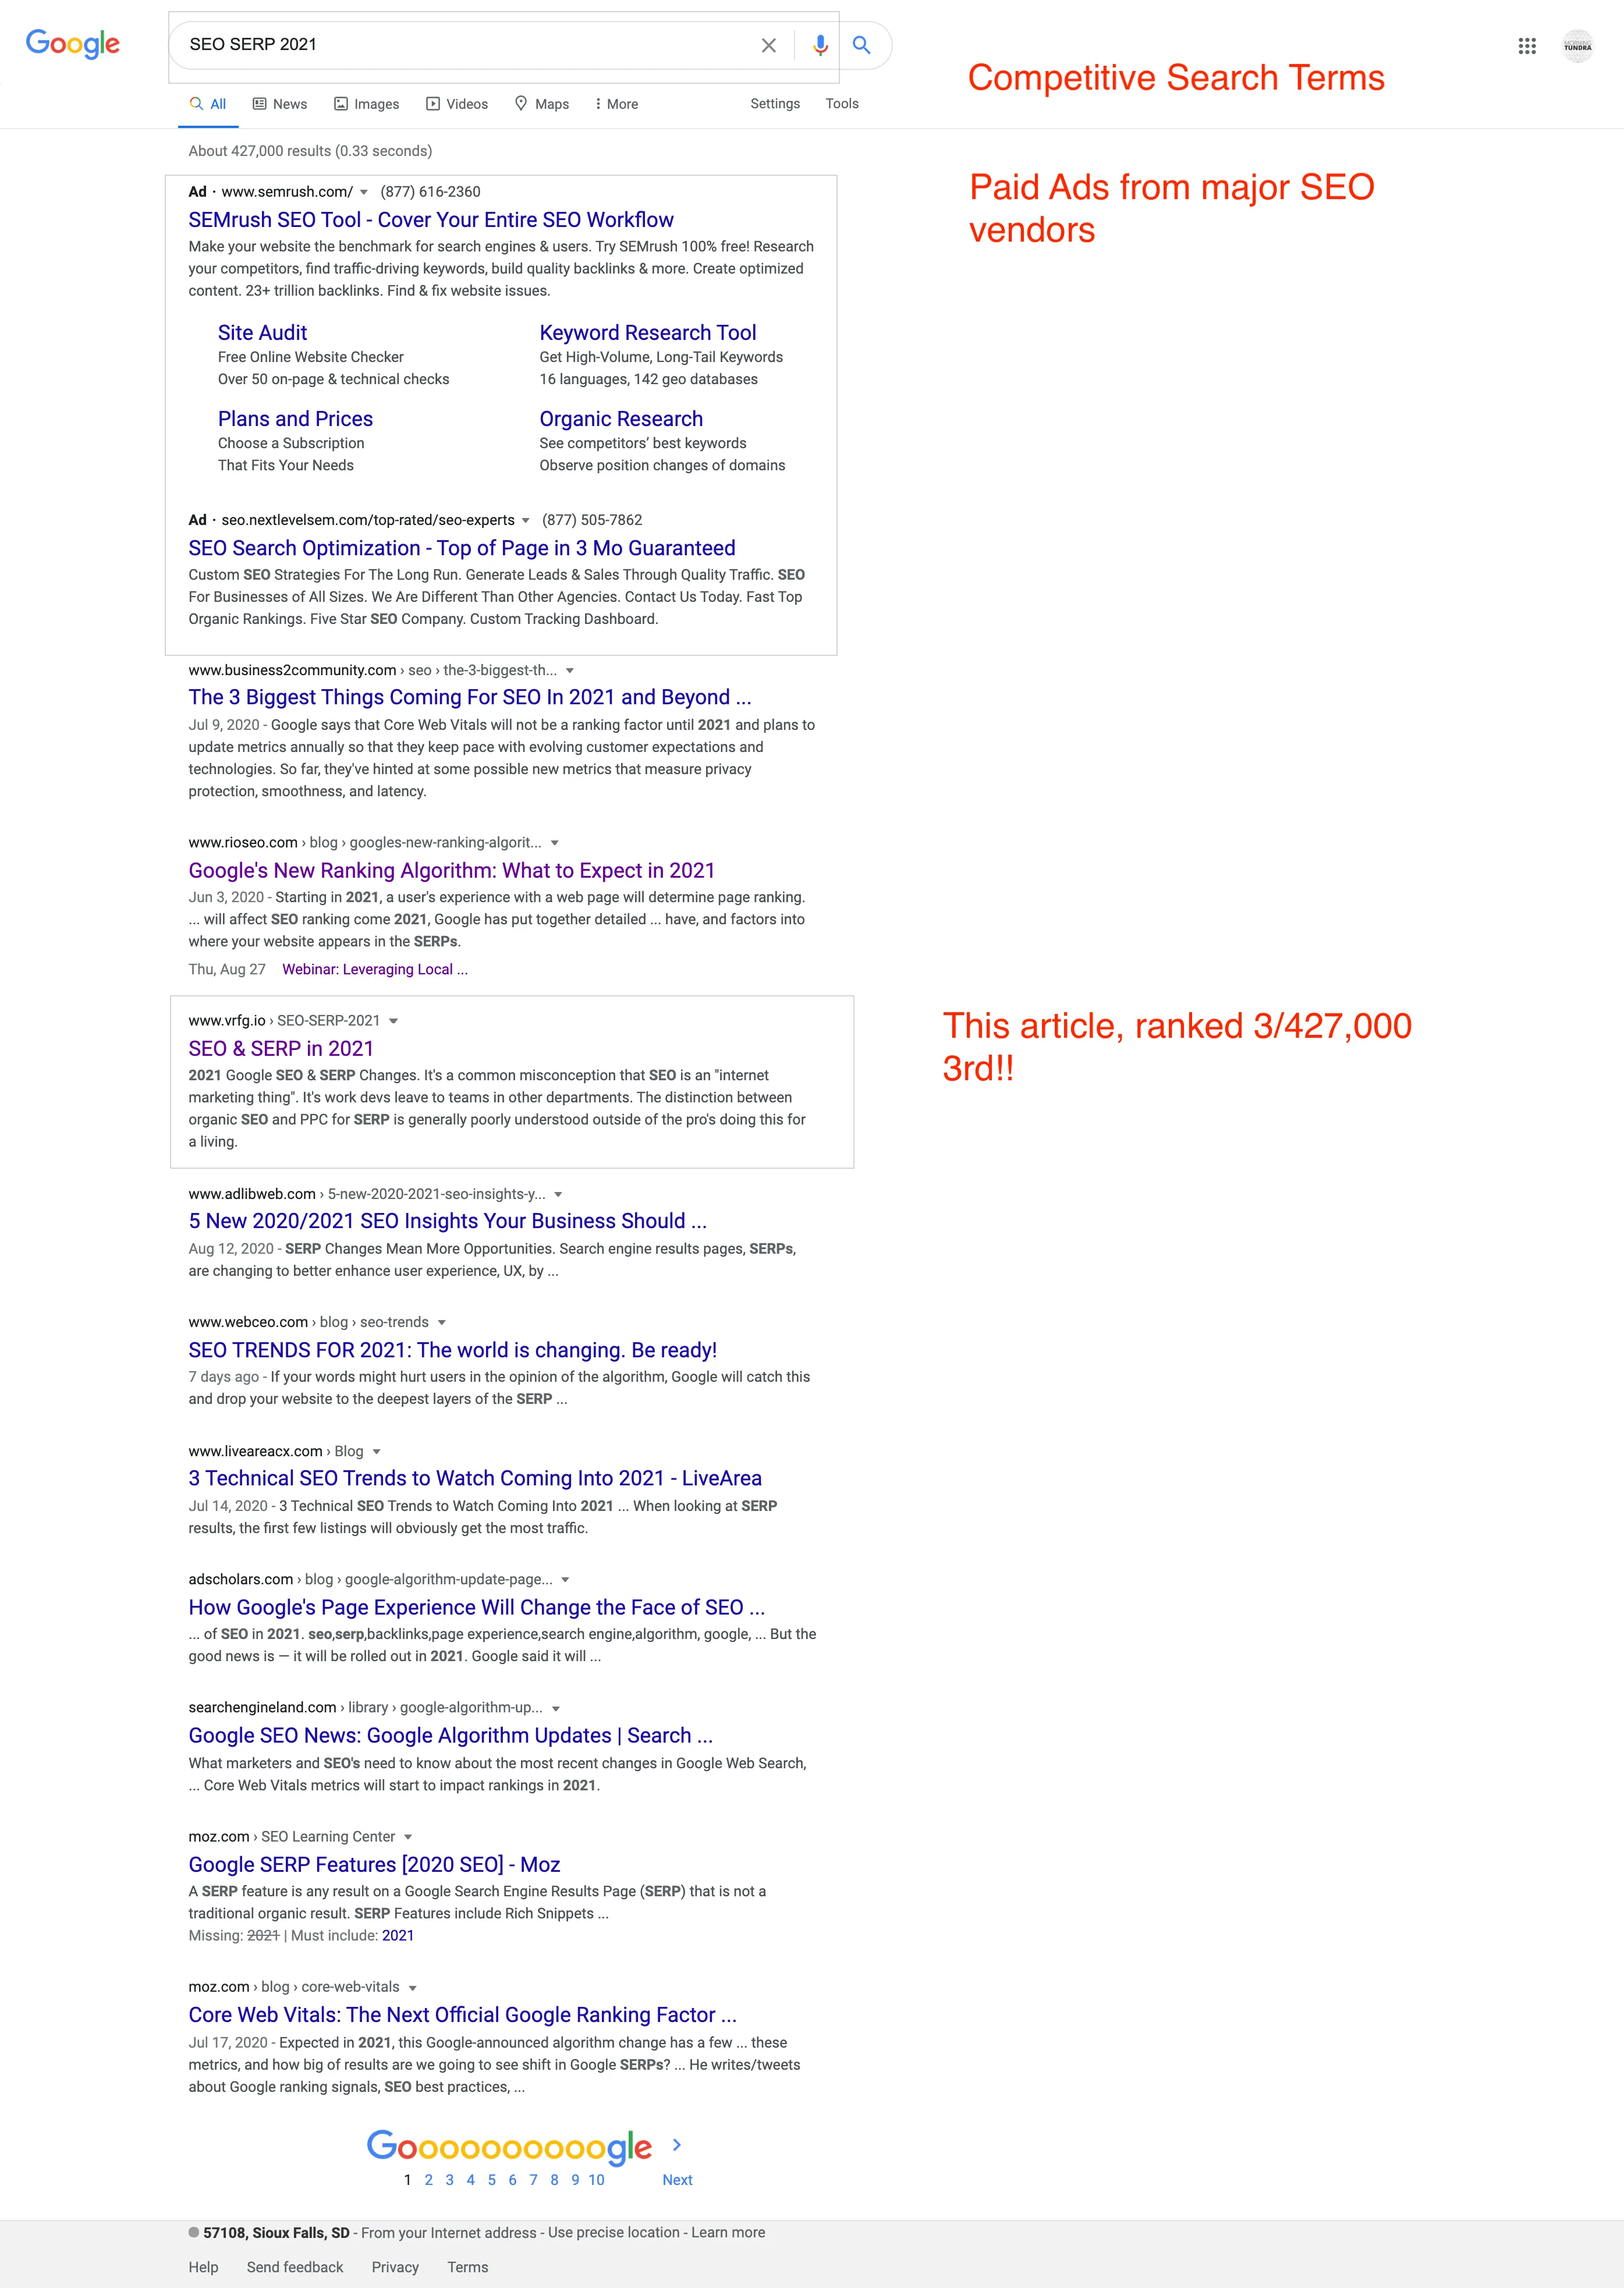 Google
SEO SERP 2021
MORNING
TUNDRA
Competitive Search Terms
All News Images Videos Maps More Settings Tools
About 427,000 results (0.33 seconds)
Paid Ads from major SEO
vendors
Ad · www.semrush.com/ (877) 616-2360
SEMrush SEO Tool - Cover Your Entire SEO Workflow
Make your website the benchmark for search engines & users. Try SEMrush 100% free! Research
your competitors, find traffic-driving keywords, build quality backlinks & more. Create optimized
content. 23+ trillion backlinks. Find & fix website issues.
Site Audit
Free Online Website Checker
Over 50 on-page & technical checks
Keyword Research Tool
Get High-Volume, Long-Tail Keywords
16 languages, 142 geo databases
Plans and Prices
Choose a Subscription
That Fits Your Needs
Organic Research
See competitors’ best keywords
Observe position changes of domains
Ad · seo.nextlevelsem.com/top-rated/seo-experts (877) 505-7862
SEO Search Optimization - Top of Page in 3 Mo Guaranteed
Custom SEO Strategies For The Long Run. Generate Leads & Sales Through Quality Traffic. SEO
For Businesses of All Sizes. We Are Different Than Other Agencies. Contact Us Today. Fast Top
Organic Rankings. Five Star SEO Company. Custom Tracking Dashboard.
www.business2community.com › seo › the-3-biggest-th...
The 3 Biggest Things Coming For SEO In 2021 and Beyond ...
Jul 9, 2020 - Google says that Core Web Vitals will not be a ranking factor until 2021 and plans to
update metrics annually so that they keep pace with evolving customer expectations and
technologies. So far, they've hinted at some possible new metrics that measure privacy
protection, smoothness, and latency.
www.rioseo.com › blog › googles-new-ranking-algorit...
Google's New Ranking Algorithm: What to Expect in 2021
Jun 3, 2020 - Starting in 2021, a user's experience with a web page will determine page ranking.
... will affect SEO ranking come 2021, Google has put together detailed ... have, and factors into
where your website appears in the SERPs.
Thu, Aug 27 Webinar: Leveraging Local ...
www.vrfg.io › SEO-SERP-2021
SEO & SERP in 2021
2021 Google SEO & SERP Changes. It's a common misconception that SEO is an "internet
marketing thing". It's work devs leave to teams in other departments. The distinction between
organic SEO and PPC for SERP is generally poorly understood outside of the pro's doing this for
a living.
This article, ranked 3/427,000
3rd!!
www.adlibweb.com › 5-new-2020-2021-seo-insights-y...
5 New 2020/2021 SEO Insights Your Business Should ...
Aug 12, 2020 - SERP Changes Mean More Opportunities. Search engine results pages, SERPs,
are changing to better enhance user experience, UX, by ...
www.webceo.com › blog › seo-trends
SEO TRENDS FOR 2021: The world is changing. Be ready!
7 days ago - If your words might hurt users in the opinion of the algorithm, Google will catch this
and drop your website to the deepest layers of the SERP ...
www.liveareacx.com › Blog
3 Technical SEO Trends to Watch Coming Into 2021 - LiveArea
Jul 14, 2020 - 3 Technical SEO Trends to Watch Coming Into 2021 ... When looking at SERP
results, the first few listings will obviously get the most traffic.
adscholars.com › blog › google-algorithm-update-page...
How Google's Page Experience Will Change the Face of SEO ...
... of SEO in 2021. seo,serp,backlinks,page experience,search engine,algorithm, google, ... But the
good news is — it will be rolled out in 2021. Google said it will ...
searchengineland.com › library › google-algorithm-up...
Google SEO News: Google Algorithm Updates | Search ...
What marketers and SEO's need to know about the most recent changes in Google Web Search,
... Core Web Vitals metrics will start to impact rankings in 2021.
moz.com › SEO Learning Center
Google SERP Features [2020 SEO] - Moz
A SERP feature is any result on a Google Search Engine Results Page (SERP) that is not a
traditional organic result. SERP Features include Rich Snippets ...
Missing: 2021 | Must include: 2021
moz.com › blog › core-web-vitals
Core Web Vitals: The Next Official Google Ranking Factor ...
Jul 17, 2020 - Expected in 2021, this Google-announced algorithm change has a few ... these
metrics, and how big of results are we going to see shift in Google SERPs? ... He writes/tweets
about Google ranking signals, SEO best practices, ...
Goooooooooogle
1 2 3 4 5 6 7 8 9 10 Next
57108, Sioux Falls, SD - From your Internet address - Use precise location - Learn more
Help Send feedback Privacy Terms